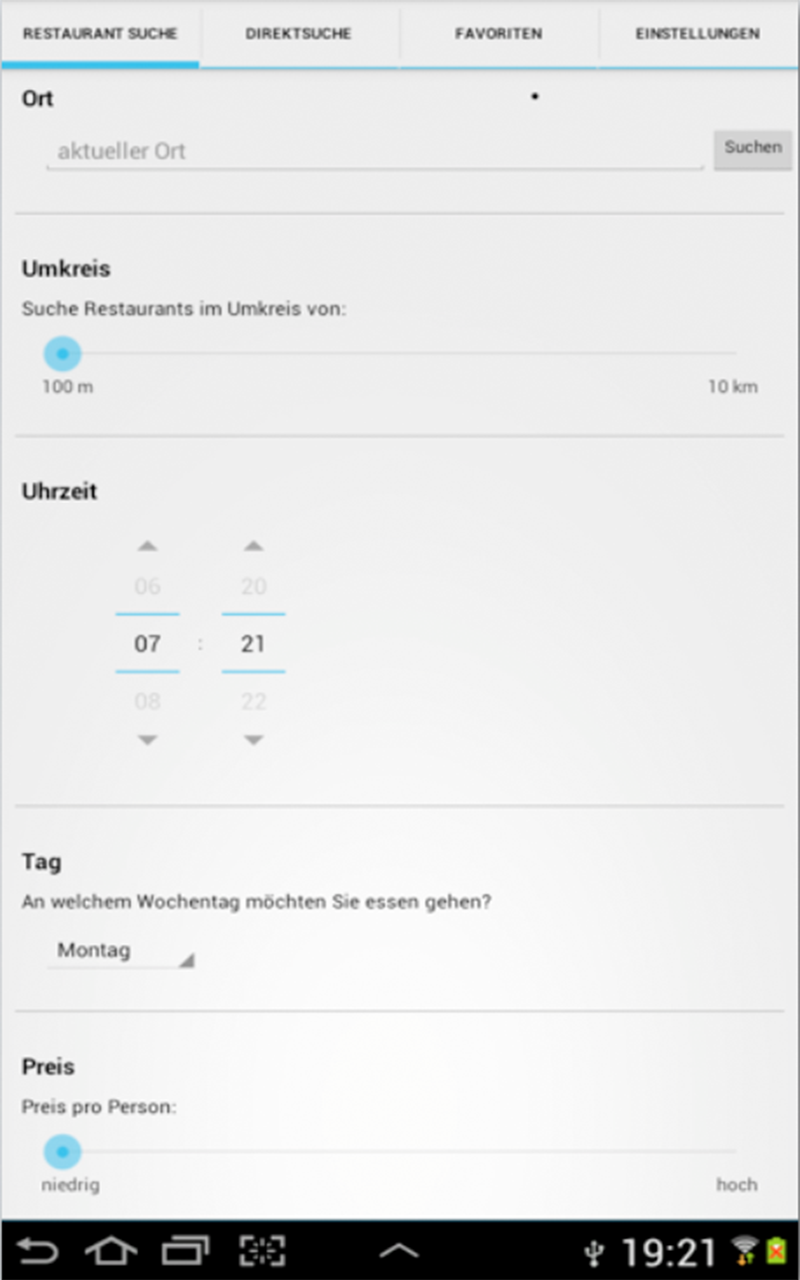 RESTAURANT SUCHE DIREKTSUCHE FAVORITEN EINSTELLUNGEN
Ort
aktueller Ort Suchen
Umkreis
Suche Restaurants im Umkreis von:
100 m 10 km
Uhrzeit
06 20
07 : 21
08 22
Tag
An welchem Wochentag möchten Sie essen gehen?
Montag
Preis
Preis pro Person:
niedrig hoch
19:21